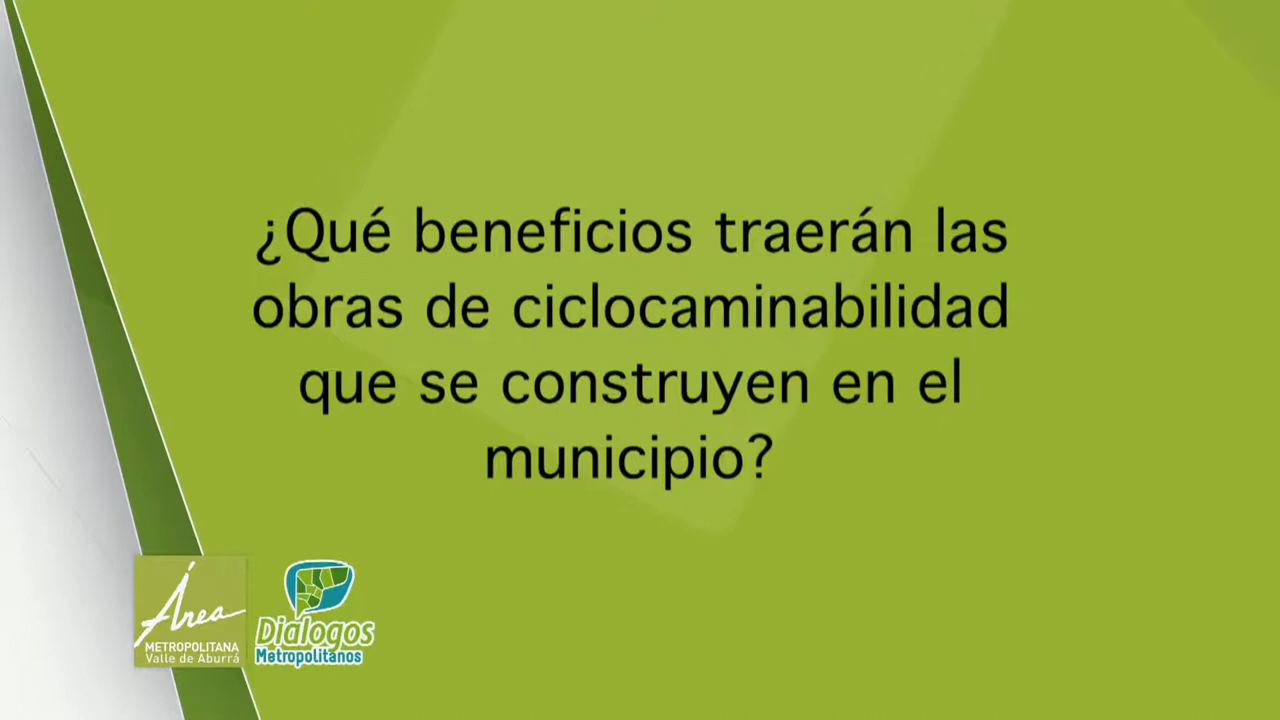 ¿Qué beneficios traerán las
obras de ciclocaminabilidad
que se construyen en el
municipio?
Área
METROPOLITANA
Valle de Aburrá
Dialogos
Metropolitanos